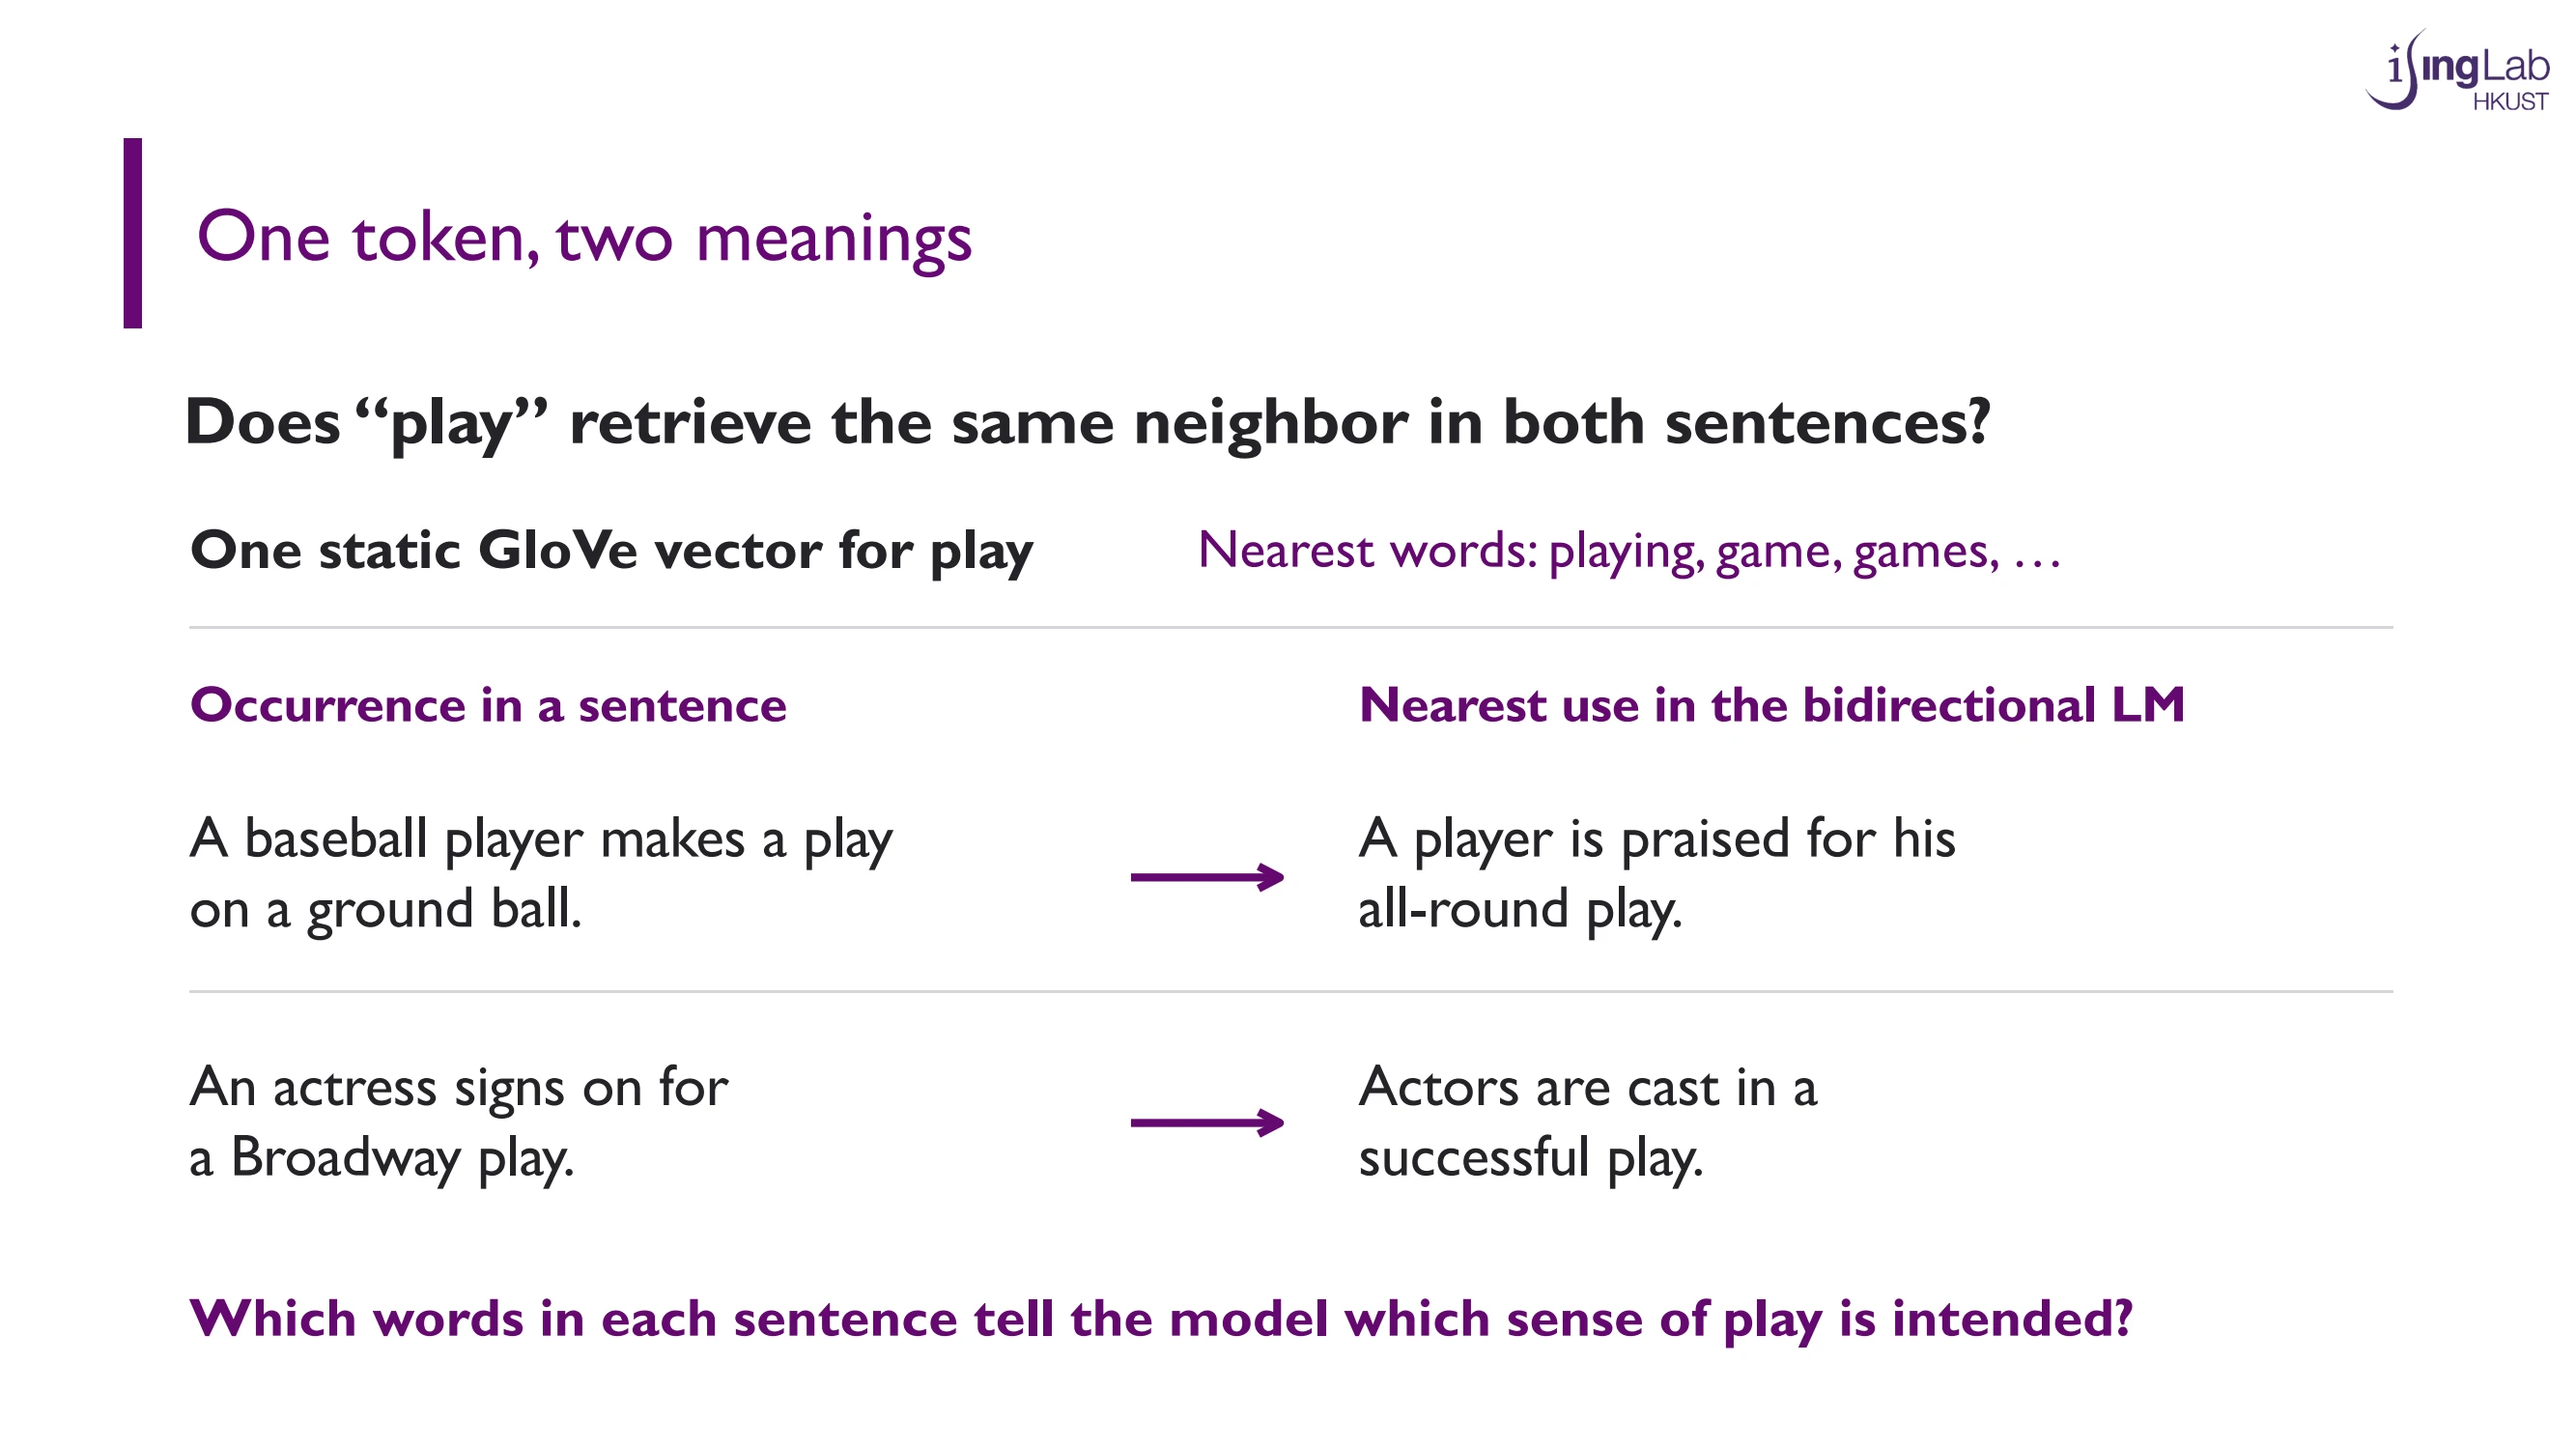 iSingLab
HKUST
One token, two meanings
Does “play” retrieve the same neighbor in both sentences?
One static GloVe vector for play
Nearest words: playing, game, games, …
Occurrence in a sentence
Nearest use in the bidirectional LM
A baseball player makes a play
on a ground ball.
A player is praised for his
all-round play.
An actress signs on for
a Broadway play.
Actors are cast in a
successful play.
Which words in each sentence tell the model which sense of play is intended?